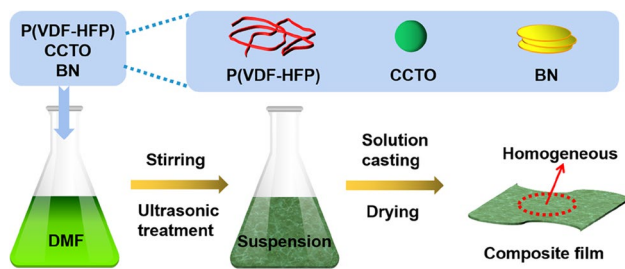 P(VDF-HFP)
CCTO
BN
P(VDF-HFP)
CCTO
BN
DMF
Stirring
Ultrasonic
treatment
Suspension
Solution
casting
Drying
Homogeneous
Composite film